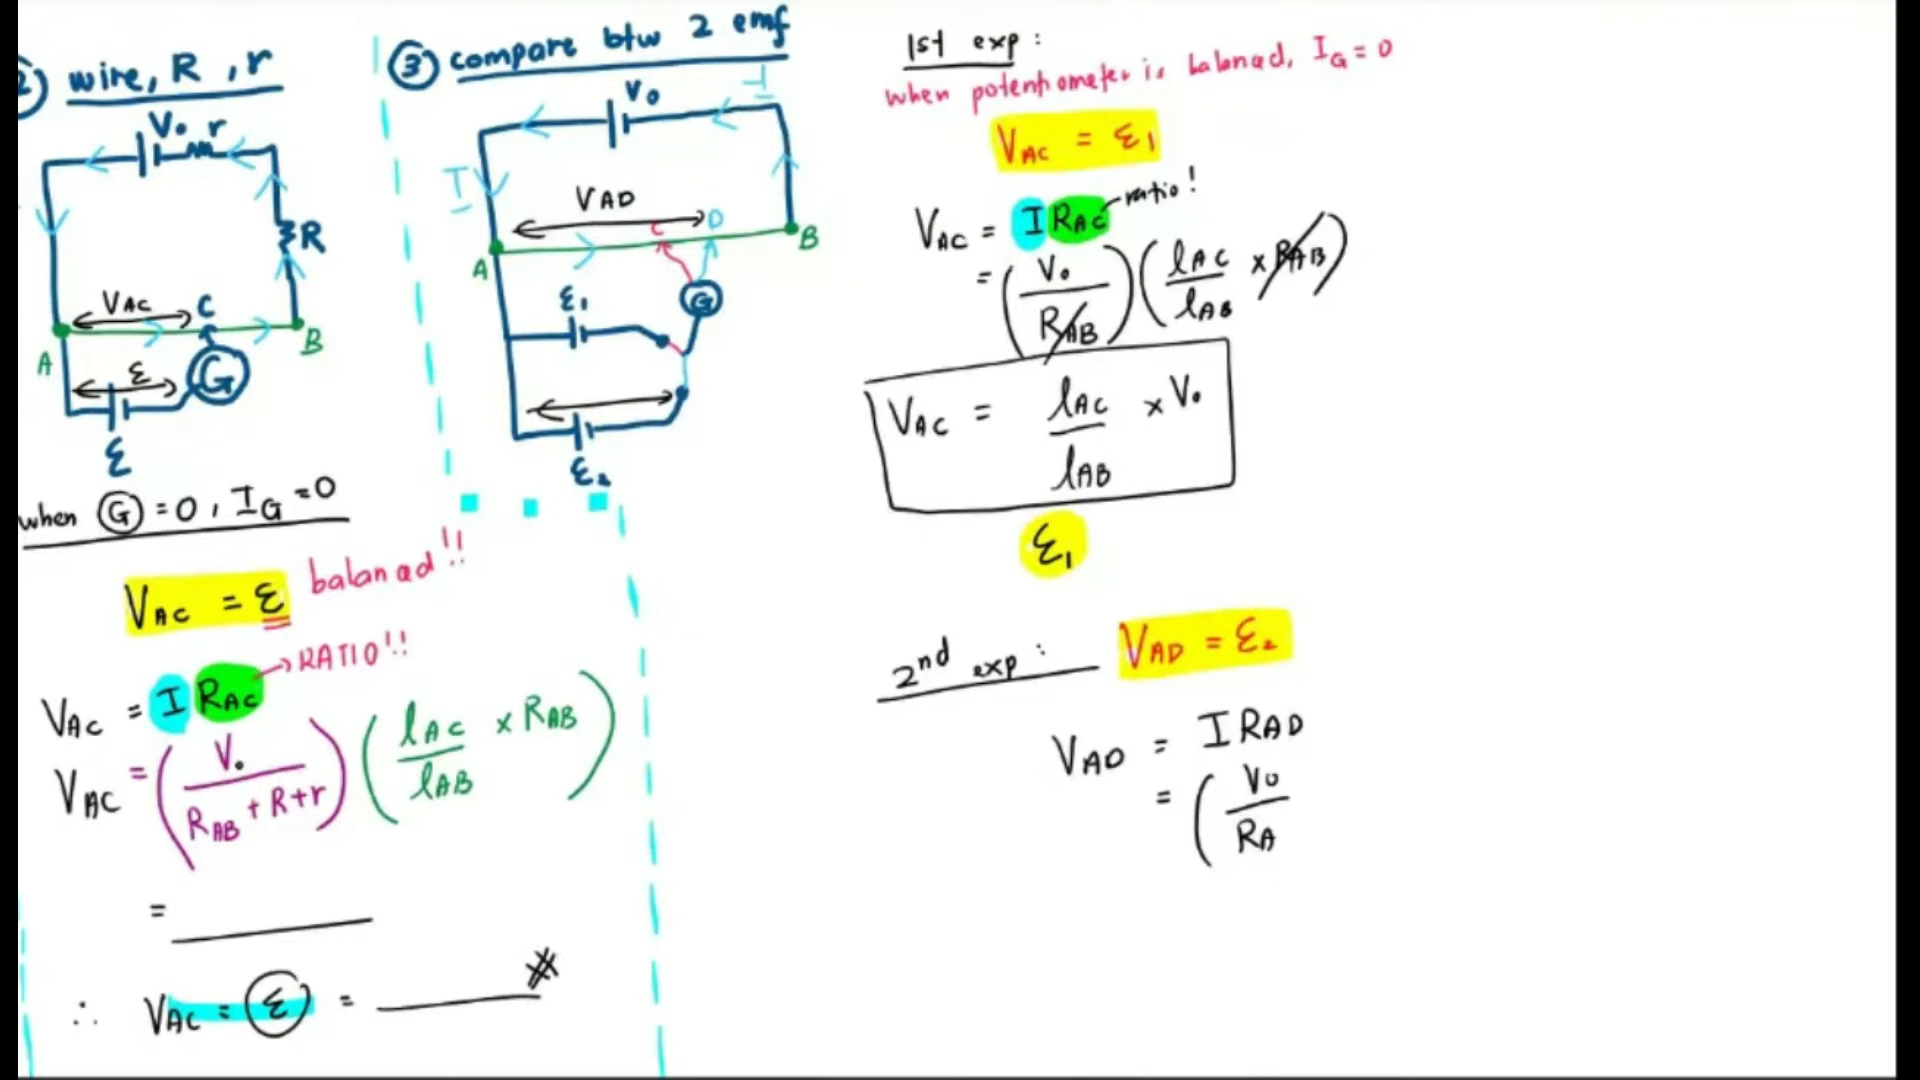 2) wire, R, r
V₀ r
R
VAC C
A B
ε G
ε
when G = 0, IG = 0
VAC = ε balanced!!
VAC = I RAC → RATIO!!
VAC = (V₀ / RAB + R + r) (lAC / lAB × RAB)
=
∴ VAC = ε =
3) compare btw 2 emf
V₀ I
I
VAD
C D
A B
ε₁ G
ε₂
1st exp:
when potentiometer is balanced, IG = 0
VAC = ε₁
VAC = I RAC ratio!
= (V₀ / RAB) (lAC / lAB × RAB)
VAC = lAC / lAB × V₀
ε₁
2nd exp: VAD = ε₂
VAD = I RAD
= (V₀ / RA